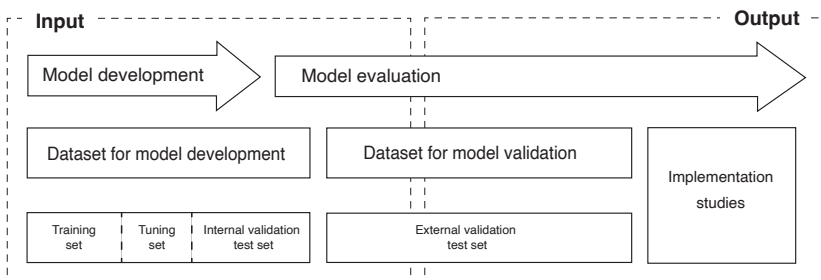 Input
Output
Model development
Model evaluation
Dataset for model development
Dataset for model validation
Implementation
studies
Training
set
Tuning
set
Internal validation
test set
External validation
test set